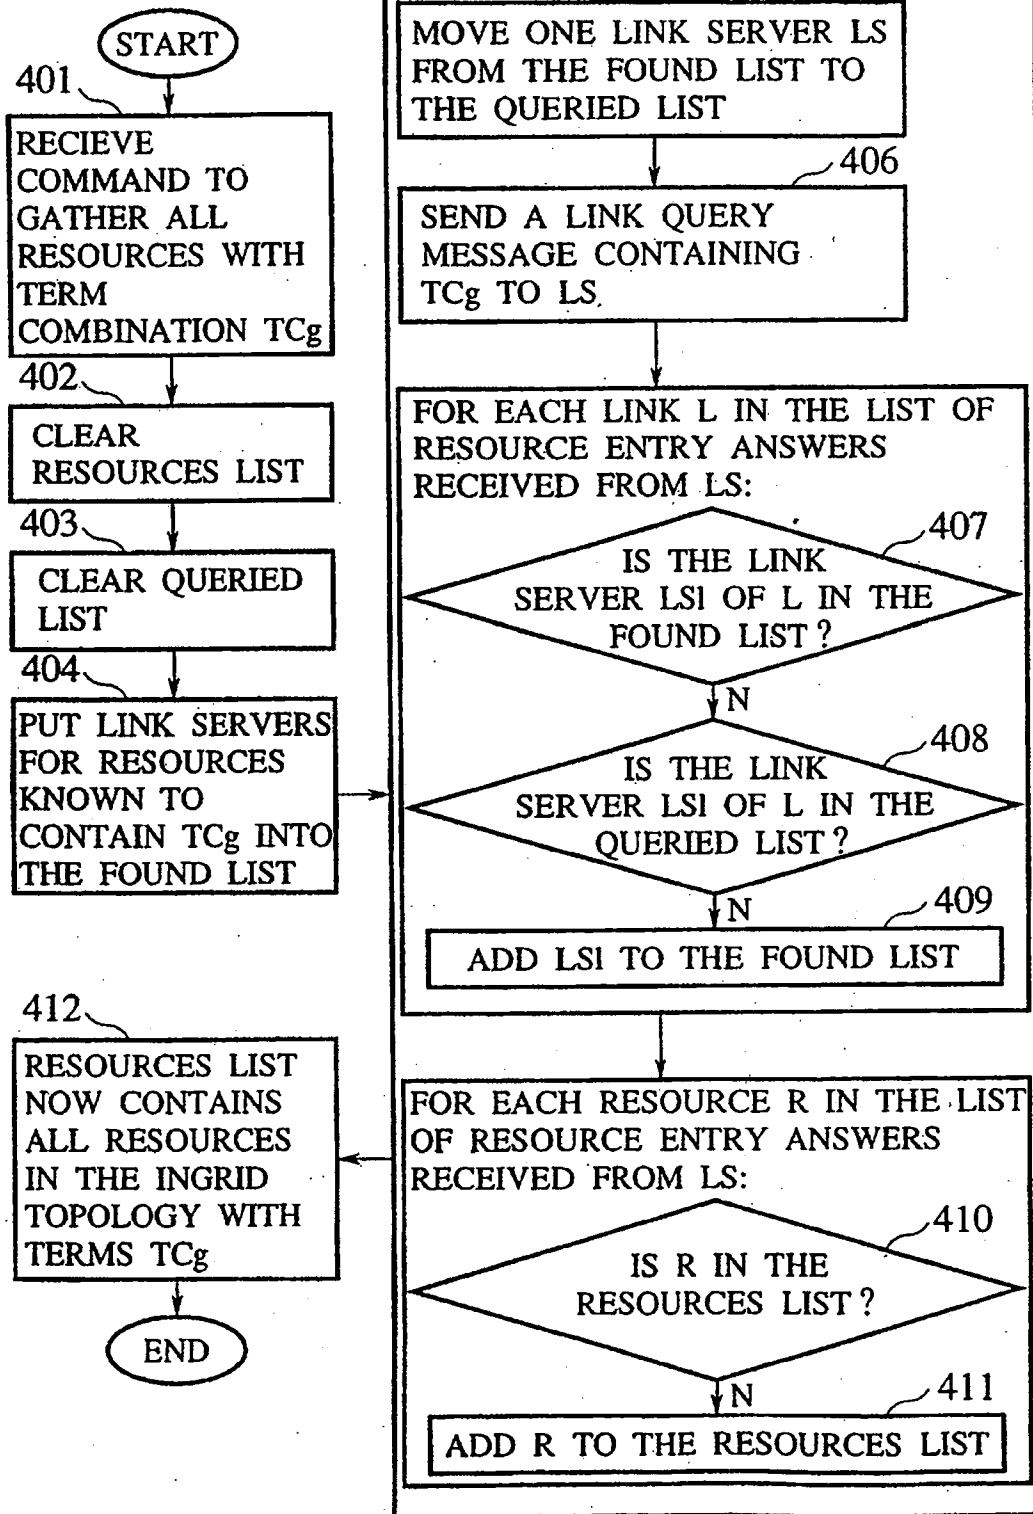 START
401
RECIEVE
COMMAND TO
GATHER ALL
RESOURCES WITH
TERM
COMBINATION TCg
402
CLEAR
RESOURCES LIST
403
CLEAR QUERIED
LIST
404
PUT LINK SERVERS
FOR RESOURCES
KNOWN TO
CONTAIN TCg INTO
THE FOUND LIST
MOVE ONE LINK SERVER LS
FROM THE FOUND LIST TO
THE QUERIED LIST
406
SEND A LINK QUERY
MESSAGE CONTAINING
TCg TO LS
FOR EACH LINK L IN THE LIST OF
RESOURCE ENTRY ANSWERS
RECEIVED FROM LS:
407
IS THE LINK
SERVER LSl OF L IN THE
FOUND LIST?
N
408
IS THE LINK
SERVER LSl OF L IN THE
QUERIED LIST?
N
409
ADD LSl TO THE FOUND LIST
FOR EACH RESOURCE R IN THE LIST
OF RESOURCE ENTRY ANSWERS
RECEIVED FROM LS:
410
IS R IN THE
RESOURCES LIST?
N
411
ADD R TO THE RESOURCES LIST
412
RESOURCES LIST
NOW CONTAINS
ALL RESOURCES
IN THE INGRID
TOPOLOGY WITH
TERMS TCg
END